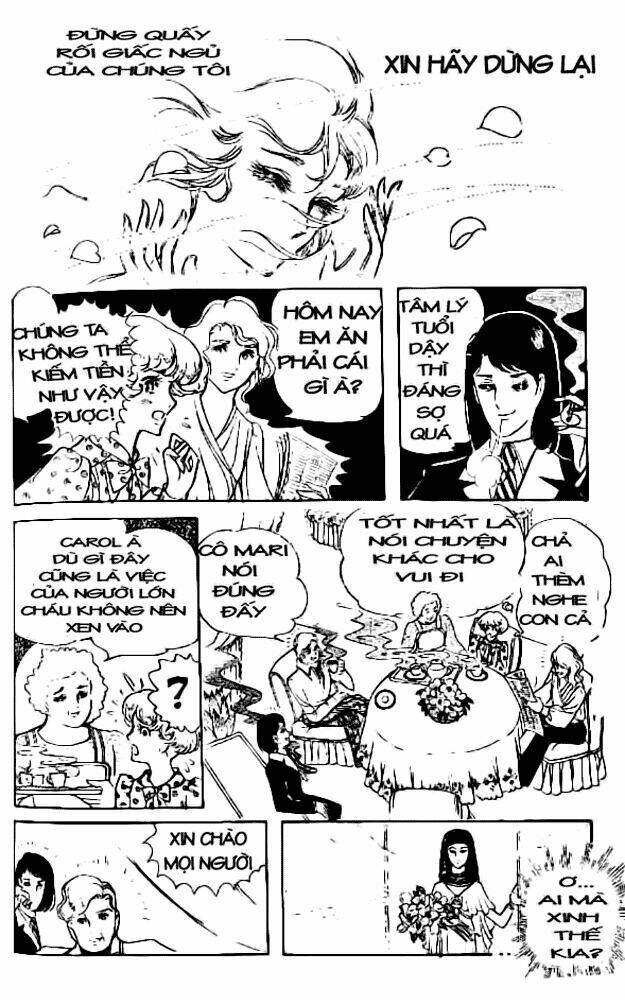 ĐỪNG QUẤY
RỐI GIẤC NGỦ
CỦA CHÚNG TÔI
XIN HÃY DỪNG LẠI
CHÚNG TA
KHÔNG THỂ
KIẾM TIỀN
NHƯ VẬY
ĐƯỢC!
HÔM NAY
EM ĂN
PHẢI CÁI
GÌ À?
TÂM LÝ
TUỔI
DẬY THÌ
ĐÁNG
SỢ
QUÁ
CAROL À
DÙ GÌ ĐÂY
CŨNG LÀ VIỆC
CỦA NGƯỜI LỚN
CHÁU KHÔNG NÊN
XEN VÀO
?
CÔ MARI
NÓI
ĐÚNG
ĐẤY
TỐT NHẤT LÀ
NÓI CHUYỆN
KHÁC CHO
VUI ĐI
CHẢ
AI
THÈM
NGHE
CON CẢ
XIN CHÀO
MỌI NGƯỜI
Ơ...
AI MÀ
XINH
THẾ
KIA?